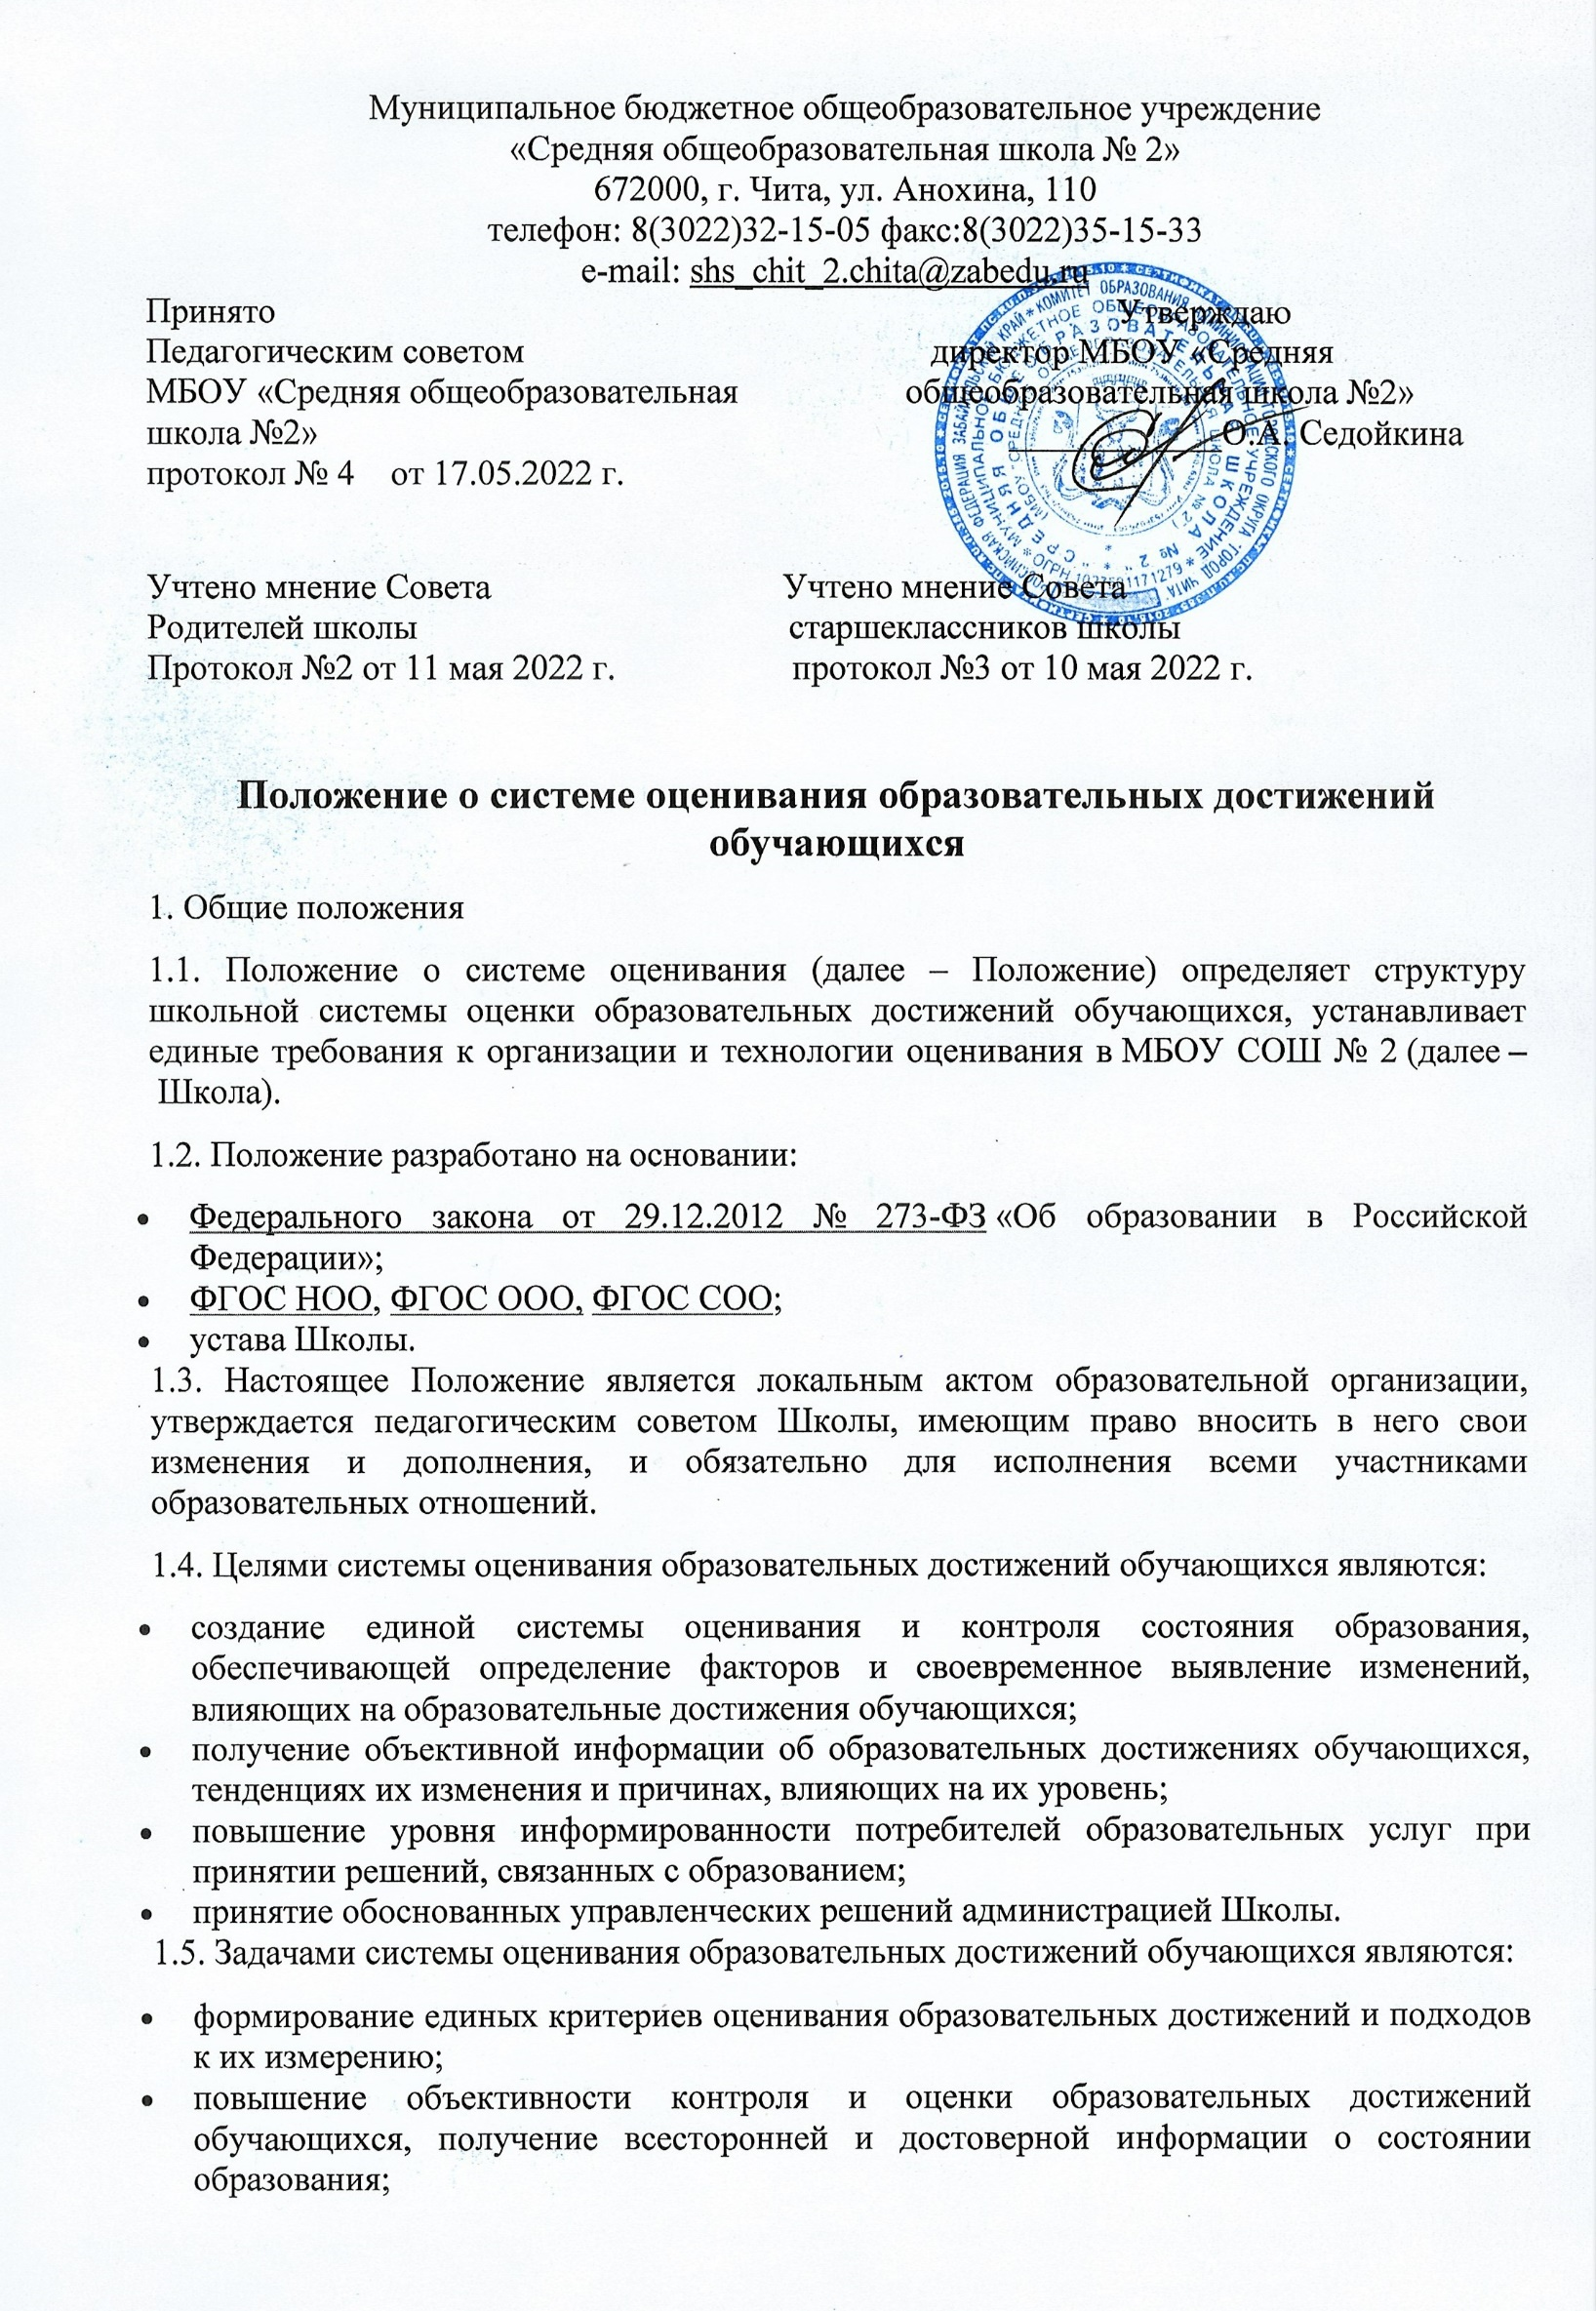 Муниципальное бюджетное общеобразовательное учреждение
«Средняя общеобразовательная школа № 2»
672000, г. Чита, ул. Анохина, 110
телефон: 8(3022)32-15-05 факс:8(3022)35-15-33
e-mail: shs_chit_2.chita@zabedu.ru
Принято Утверждаю
Педагогическим советом директор МБОУ «Средняя
МБОУ «Средняя общеобразовательная общеобразовательная школа №2»
школа №2» О.А. Седойкина
протокол № 4 от 17.05.2022 г.
Учтено мнение Совета Учтено мнение Совета
Родителей школы старшеклассников школы
Протокол №2 от 11 мая 2022 г. протокол №3 от 10 мая 2022 г.
Положение о системе оценивания образовательных достижений
обучающихся
1. Общие положения
1.1. Положение о системе оценивания (далее – Положение) определяет структуру
школьной системы оценки образовательных достижений обучающихся, устанавливает
единые требования к организации и технологии оценивания в МБОУ СОШ № 2 (далее –
Школа).
1.2. Положение разработано на основании:
• Федерального закона от 29.12.2012 № 273-ФЗ «Об образовании в Российской
Федерации»;
• ФГОС НОО, ФГОС ООО, ФГОС СОО;
• устава Школы.
1.3. Настоящее Положение является локальным актом образовательной организации,
утверждается педагогическим советом Школы, имеющим право вносить в него свои
изменения и дополнения, и обязательно для исполнения всеми участниками
образовательных отношений.
1.4. Целями системы оценивания образовательных достижений обучающихся являются:
• создание единой системы оценивания и контроля состояния образования,
обеспечивающей определение факторов и своевременное выявление изменений,
влияющих на образовательные достижения обучающихся;
• получение объективной информации об образовательных достижениях обучающихся,
тенденциях их изменения и причинах, влияющих на их уровень;
• повышение уровня информированности потребителей образовательных услуг при
принятии решений, связанных с образованием;
• принятие обоснованных управленческих решений администрацией Школы.
1.5. Задачами системы оценивания образовательных достижений обучающихся являются:
• формирование единых критериев оценивания образовательных достижений и подходов
к их измерению;
• повышение объективности контроля и оценки образовательных достижений
обучающихся, получение всесторонней и достоверной информации о состоянии
образования;